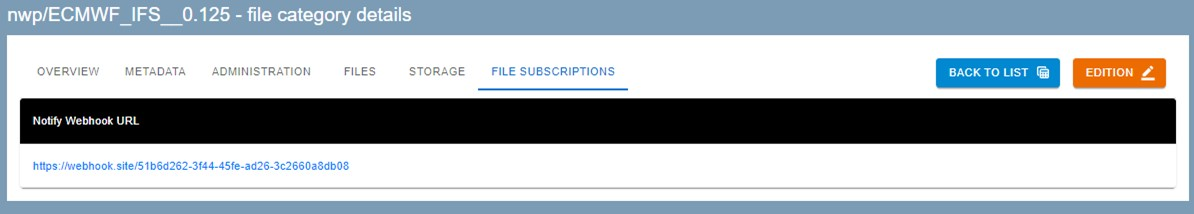 nwp/ECMWF_IFS__0.125 - file category details
OVERVIEW METADATA ADMINISTRATION FILES STORAGE FILE SUBSCRIPTIONS BACK TO LIST EDITION
Notify Webhook URL
https://webhook.site/51b6d262-3f44-45fe-ad26-3c2660a8db08